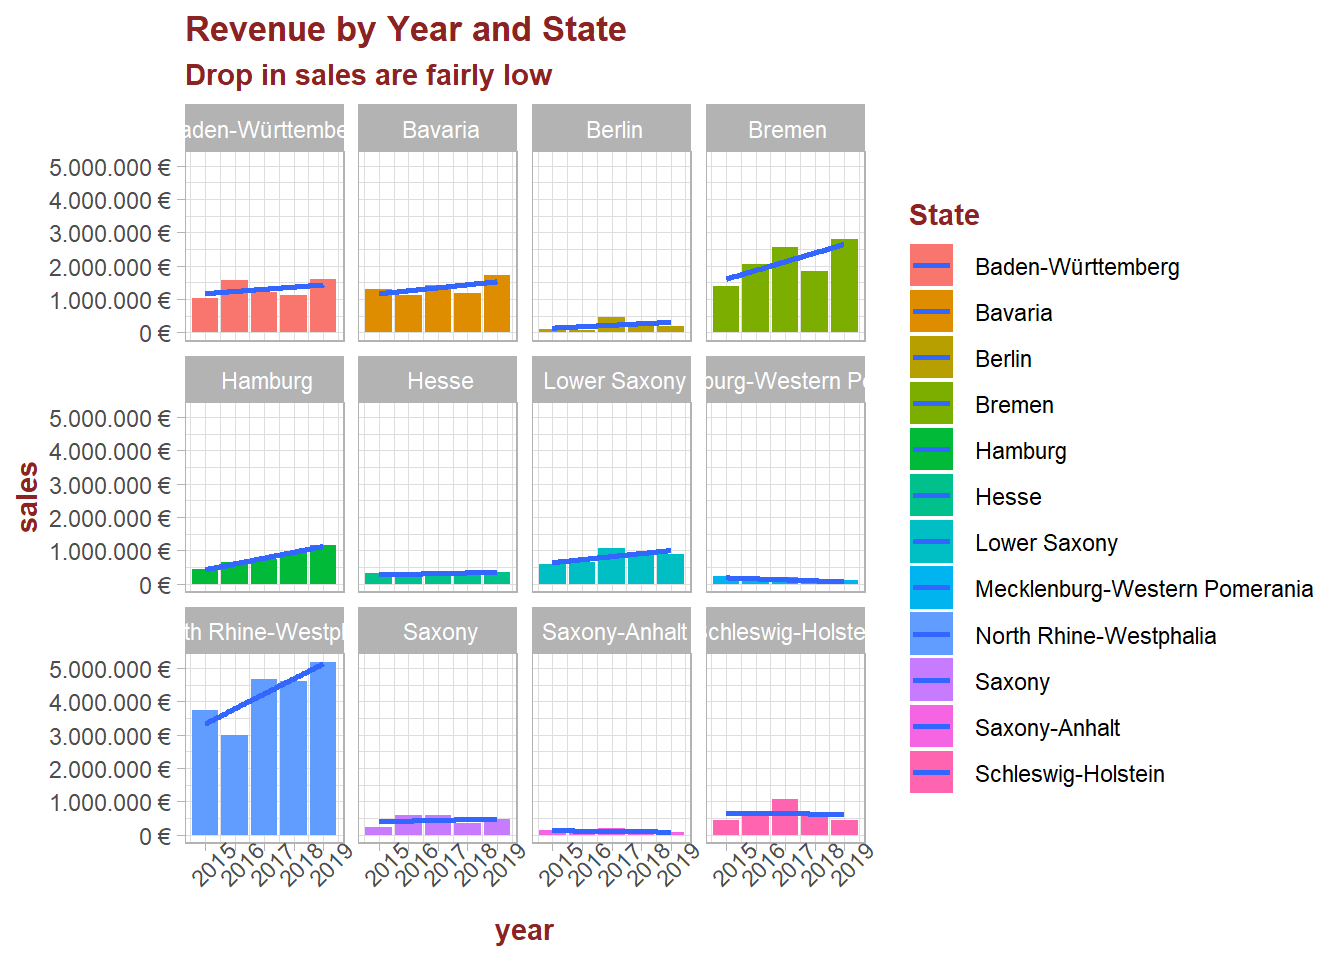 Revenue by Year and State
Drop in sales are fairly low
aden-Württembe
Bavaria
Berlin
Bremen
5.000.000 €
4.000.000 €
3.000.000 €
2.000.000 €
1.000.000 €
0 €
Hamburg
Hesse
Lower Saxony
burg-Western Po
5.000.000 €
4.000.000 €
3.000.000 €
2.000.000 €
1.000.000 €
0 €
th Rhine-Westph
Saxony
Saxony-Anhalt
Schleswig-Holstei
5.000.000 €
4.000.000 €
3.000.000 €
2.000.000 €
1.000.000 €
0 €
2015 2016 2017 2018 2019
2015 2016 2017 2018 2019
2015 2016 2017 2018 2019
2015 2016 2017 2018 2019
sales
year
State
Baden-Württemberg
Bavaria
Berlin
Bremen
Hamburg
Hesse
Lower Saxony
Mecklenburg-Western Pomerania
North Rhine-Westphalia
Saxony
Saxony-Anhalt
Schleswig-Holstein